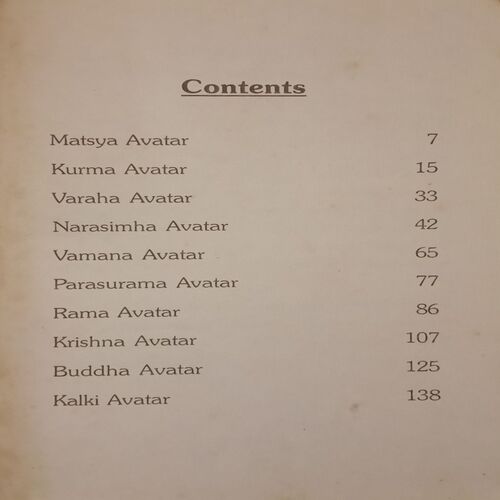 Contents
Matsya Avatar 7
Kurma Avatar 15
Varaha Avatar 33
Narasimha Avatar 42
Vamana Avatar 65
Parasurama Avatar 77
Rama Avatar 86
Krishna Avatar 107
Buddha Avatar 125
Kalki Avatar 138